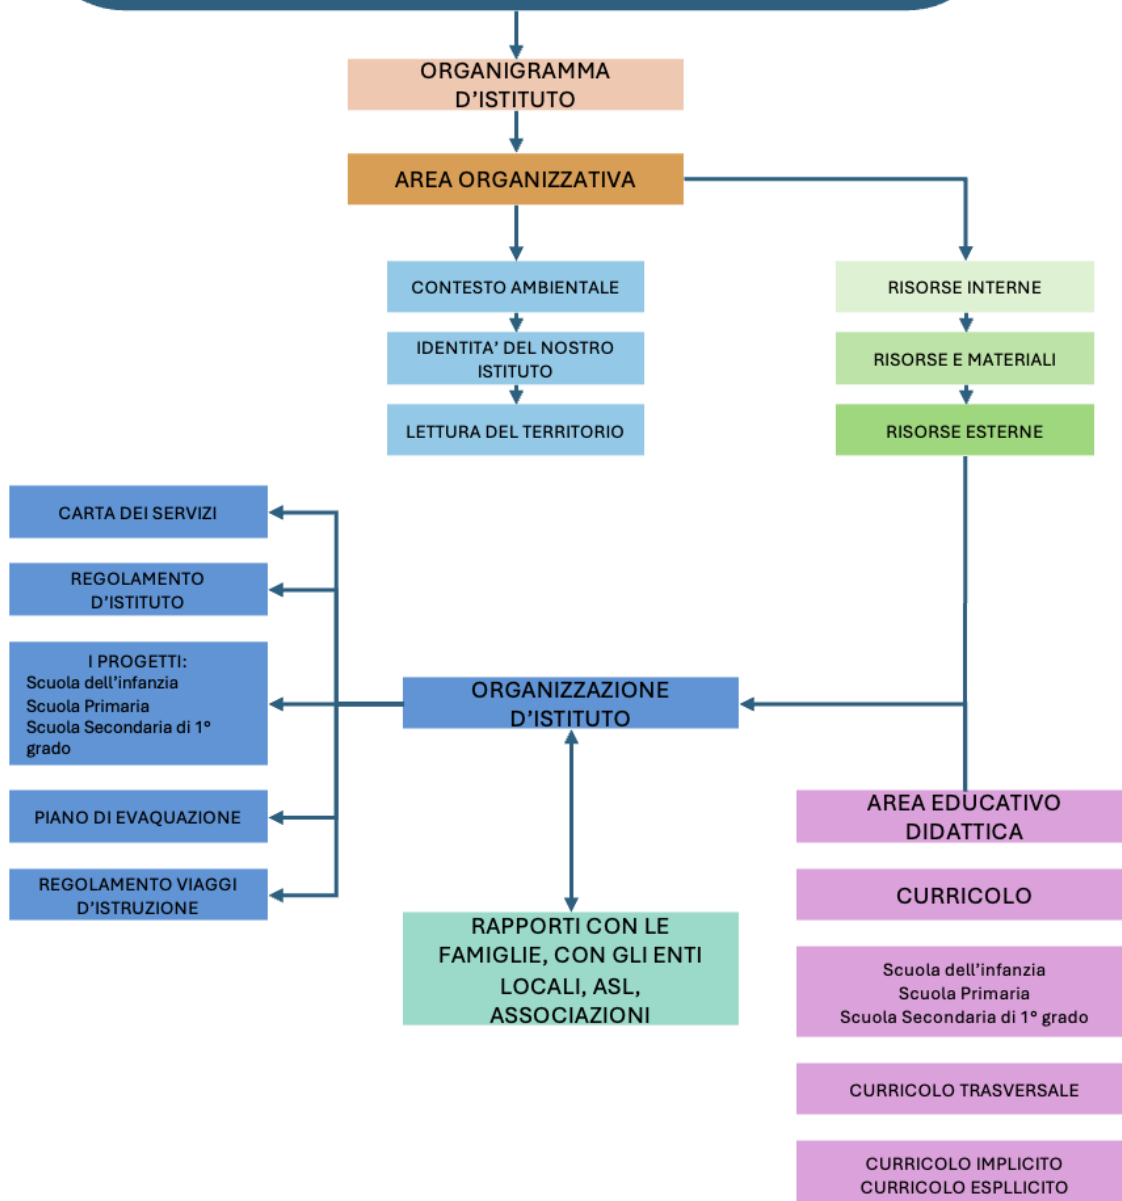 ORGANIGRAMMA
D’ISTITUTO
AREA ORGANIZZATIVA
CONTESTO AMBIENTALE
RISORSE INTERNE
IDENTITA’ DEL NOSTRO
ISTITUTO
RISORSE E MATERIALI
LETTURA DEL TERRITORIO
RISORSE ESTERNE
CARTA DEI SERVIZI
REGOLAMENTO
D’ISTITUTO
I PROGETTI:
Scuola dell’infanzia
Scuola Primaria
Scuola Secondaria di 1°
grado
ORGANIZZAZIONE
D’ISTITUTO
PIANO DI EVAQUAZIONE
REGOLAMENTO VIAGGI
D’ISTRUZIONE
RAPPORTI CON LE
FAMIGLIE, CON GLI ENTI
LOCALI, ASL,
ASSOCIAZIONI
AREA EDUCATIVO
DIDATTICA
CURRICOLO
Scuola dell’infanzia
Scuola Primaria
Scuola Secondaria di 1° grado
CURRICOLO TRASVERSALE
CURRICOLO IMPLICITO
CURRICOLO ESPLLICITO